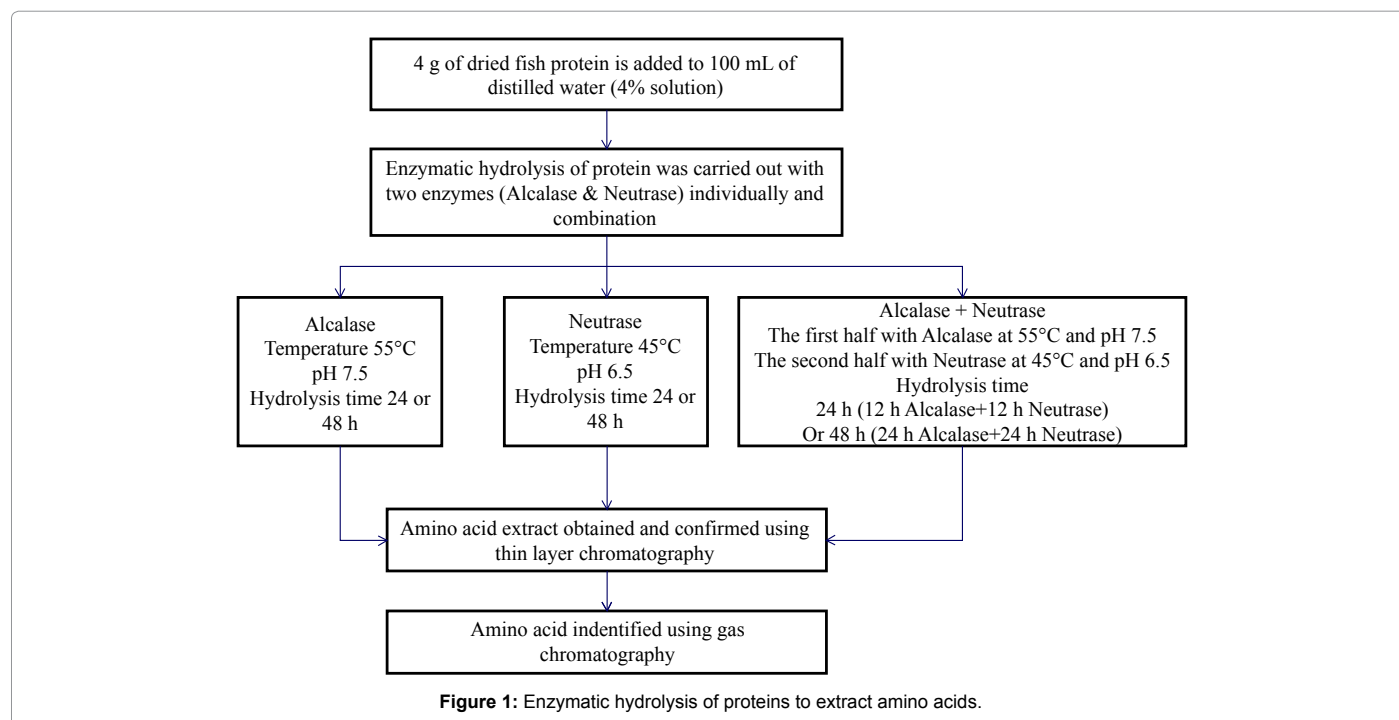 4 g of dried fish protein is added to 100 mL of
distilled water (4% solution)
Enzymatic hydrolysis of protein was carried out with
two enzymes (Alcalase & Neutrase) individually and
combination
Alcalase
Temperature 55°C
pH 7.5
Hydrolysis time 24 or
48 h
Neutrase
Temperature 45°C
pH 6.5
Hydrolysis time 24 or
48 h
Alcalase + Neutrase
The first half with Alcalase at 55°C and pH 7.5
The second half with Neutrase at 45°C and pH 6.5
Hydrolysis time
24 h (12 h Alcalase+12 h Neutrase)
Or 48 h (24 h Alcalase+24 h Neutrase)
Amino acid extract obtained and confirmed using
thin layer chromatography
Amino acid indentified using gas
chromatography
Figure 1: Enzymatic hydrolysis of proteins to extract amino acids.